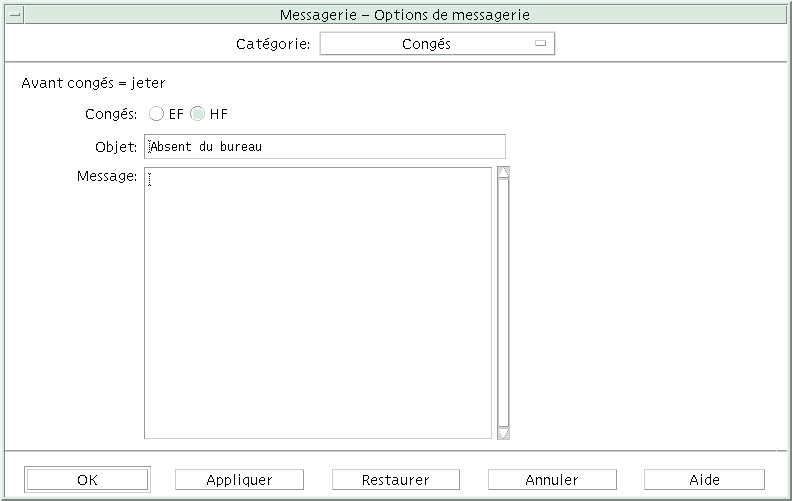 Messagerie – Options de messagerie
Catégorie: Congés
Avant congés = jeter
Congés: EF HF
Objet: Absent du bureau
Message:
OK Appliquer Restaurer Annuler Aide